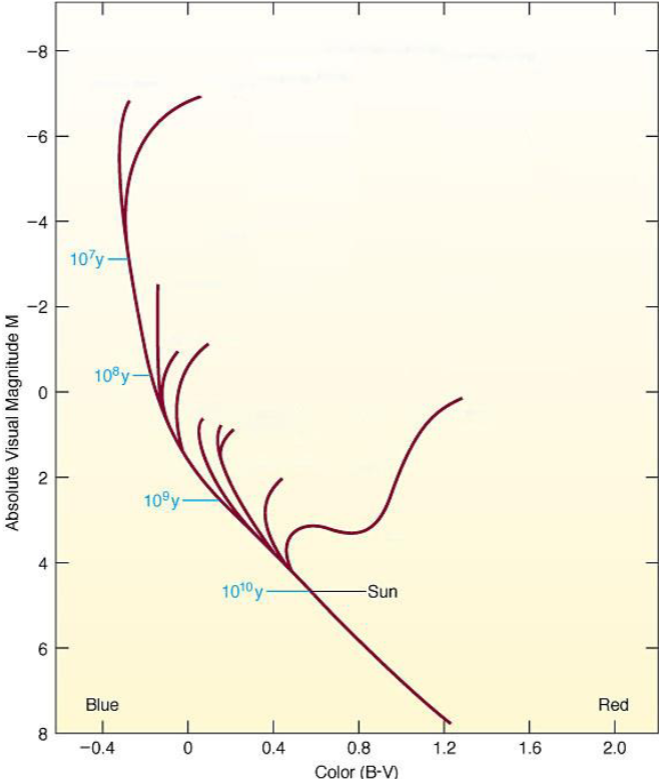 −8
−6
−4
10⁷y
−2
10⁸y
0
Absolute Visual Magnitude M
2
10⁹y
4
10¹⁰y
Sun
6
Blue
Red
8
−0.4
0
0.4
0.8
1.2
1.6
2.0
Color (B-V)